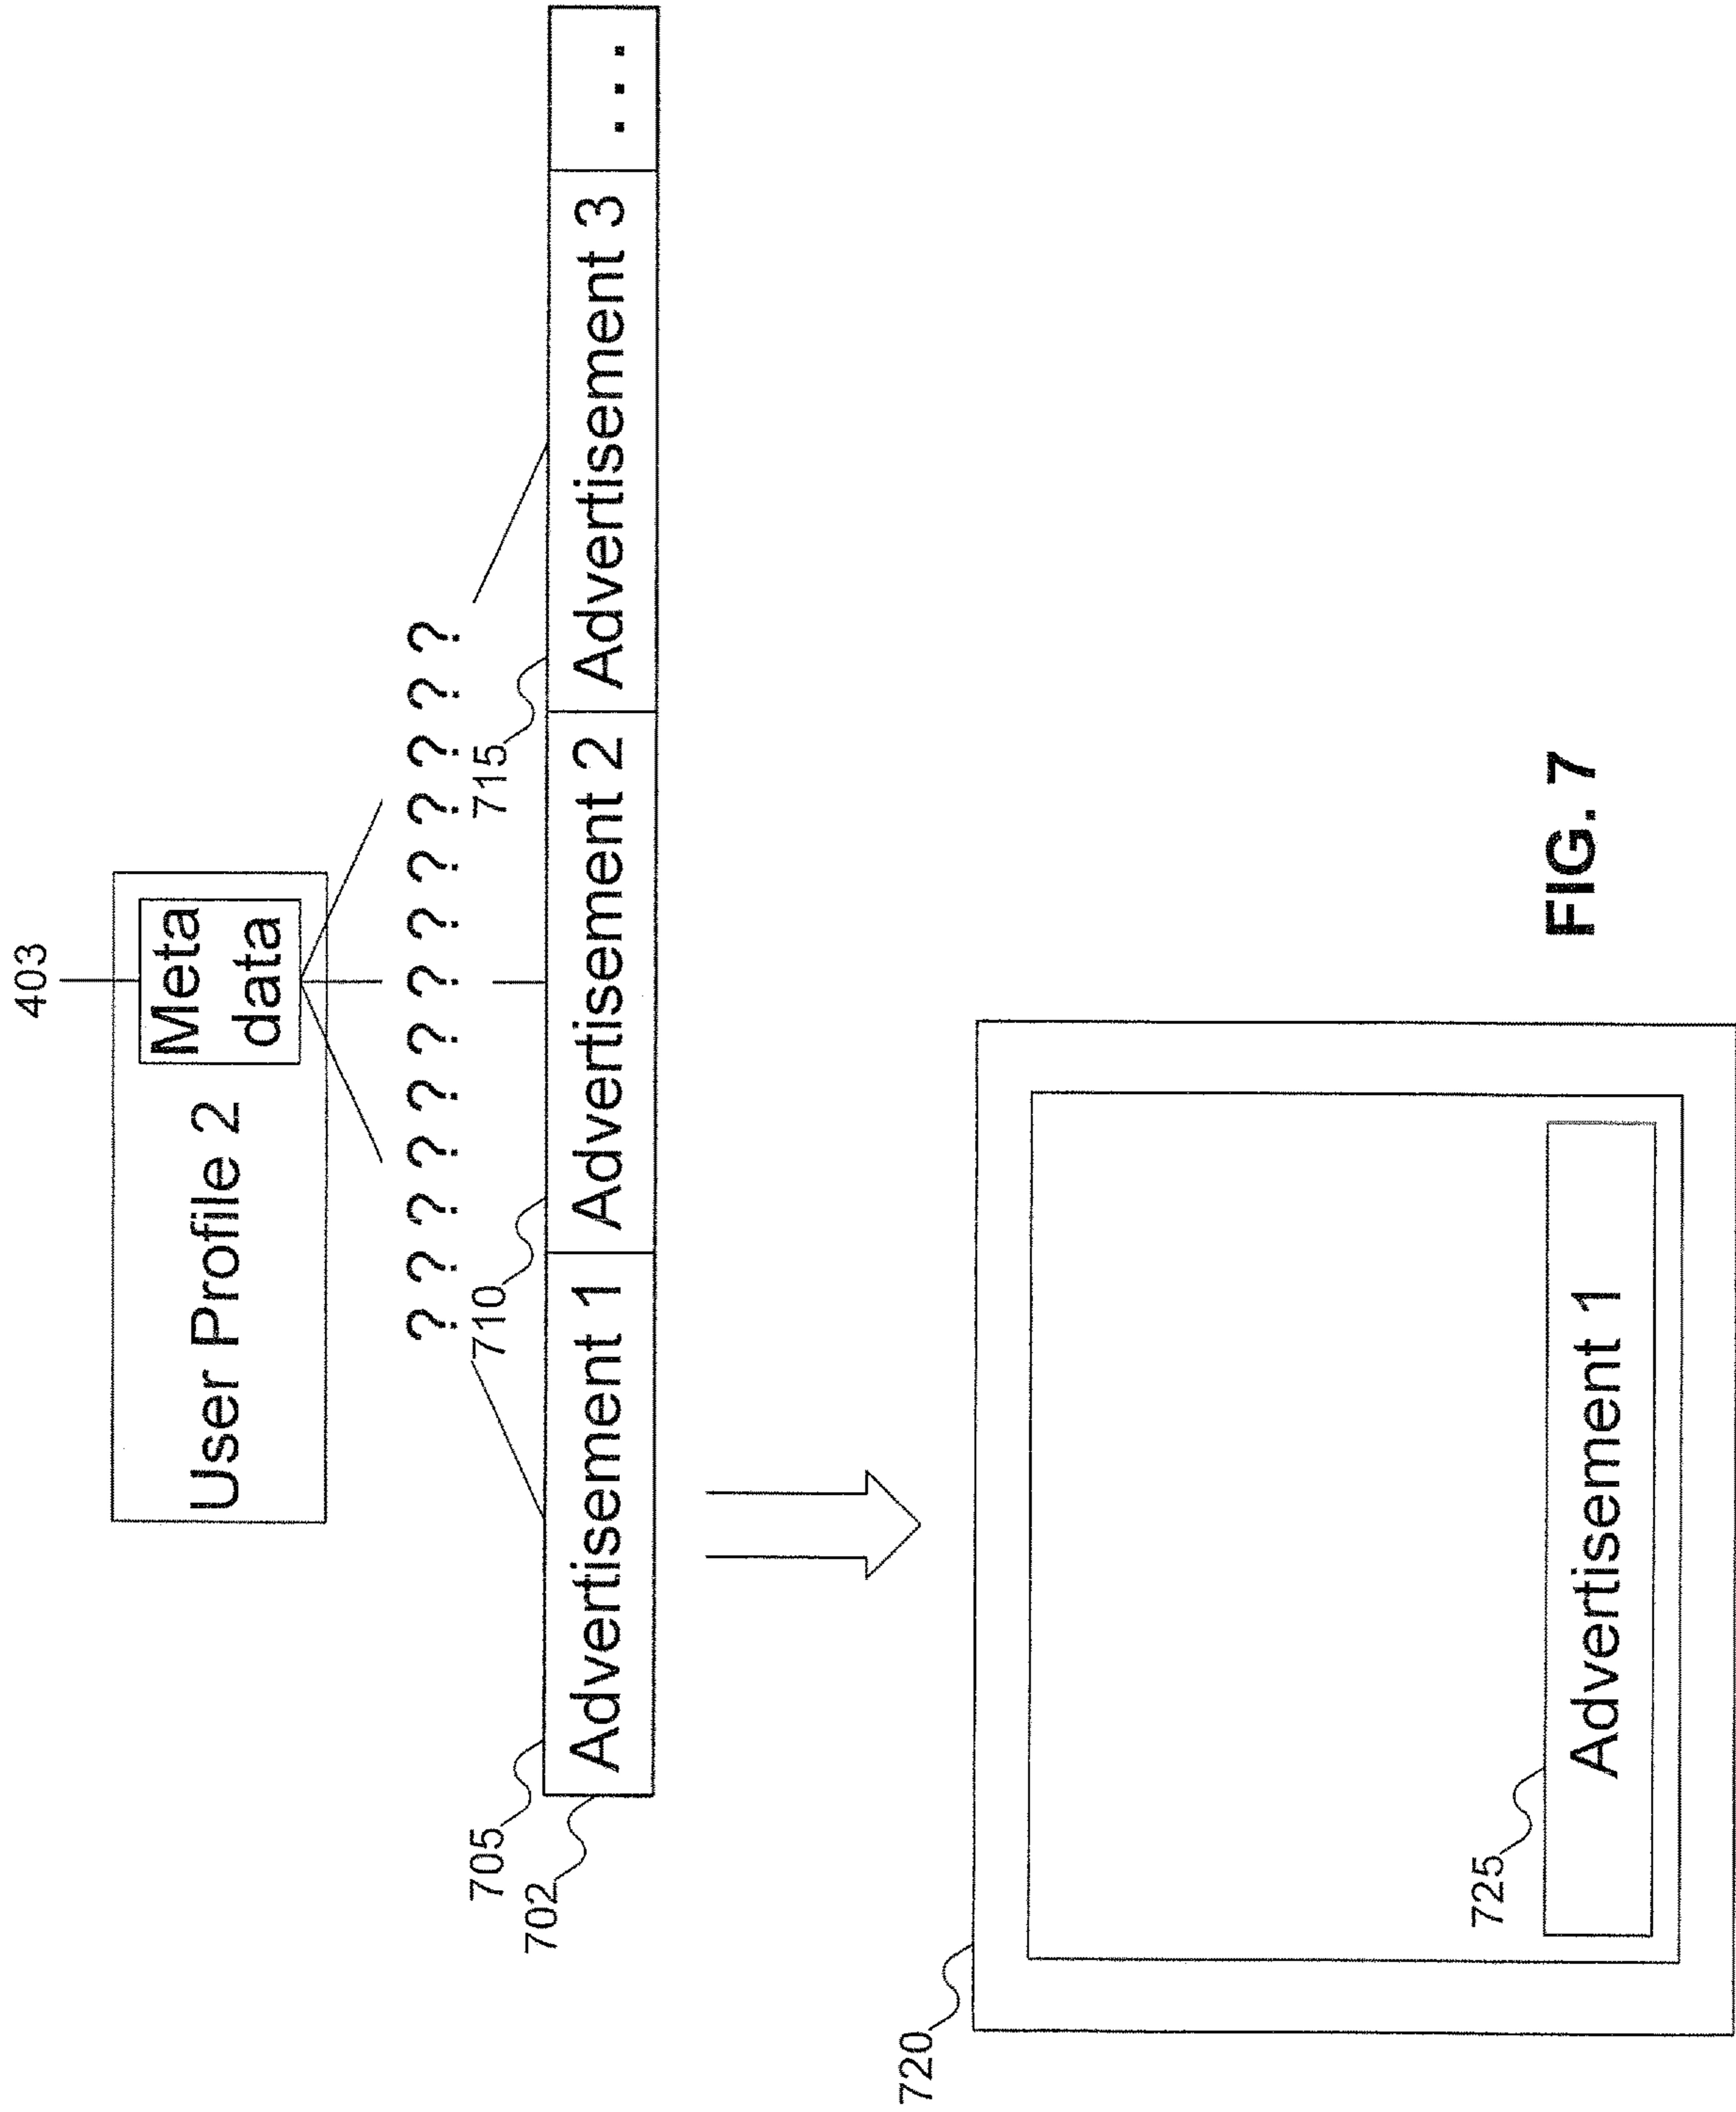 403
User Profile 2
Meta
data
? ? ? ? ? ? ? ? ? ? ? ? ?
705
710
715
702
Advertisement 1
Advertisement 2
Advertisement 3
. . .
720
725
Advertisement 1
FIG. 7